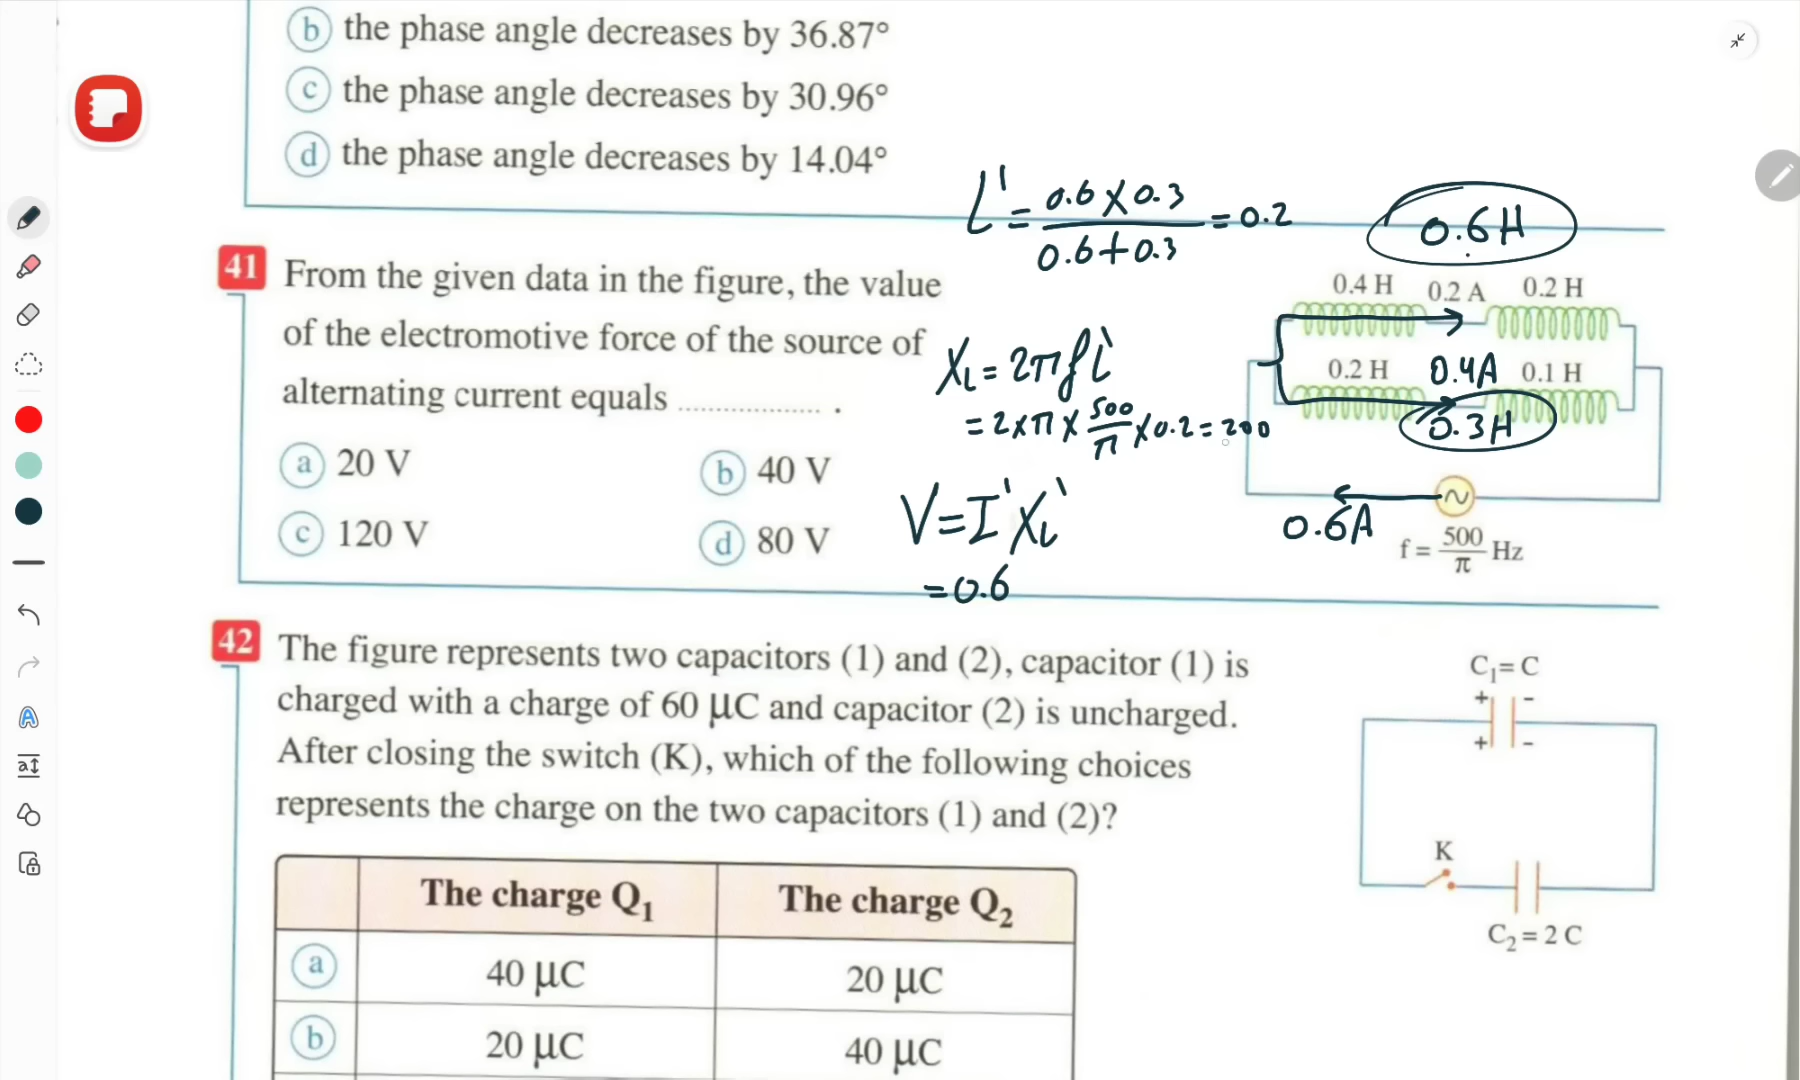 b the phase angle decreases by 36.87°
c the phase angle decreases by 30.96°
d the phase angle decreases by 14.04°
L' = 0.6 × 0.3 / 0.6 + 0.3 = 0.2
0.6H
41 From the given data in the figure, the value
of the electromotive force of the source of
alternating current equals .................. .
a 20 V
b 40 V
c 120 V
d 80 V
X_L = 2πfL'
= 2 × π × 500/π × 0.2 = 200
V = I' X_L'
= 0.6
0.4 H 0.2 A 0.2 H
0.2 H 0.4A 0.1 H
0.3H
0.6A
f = 500/π Hz
42 The figure represents two capacitors (1) and (2), capacitor (1) is
charged with a charge of 60 μC and capacitor (2) is uncharged.
After closing the switch (K), which of the following choices
represents the charge on the two capacitors (1) and (2)?
C₁ = C
+ -
+ -
K
C₂ = 2 C
The charge Q₁ The charge Q₂
a 40 μC 20 μC
b 20 μC 40 μC